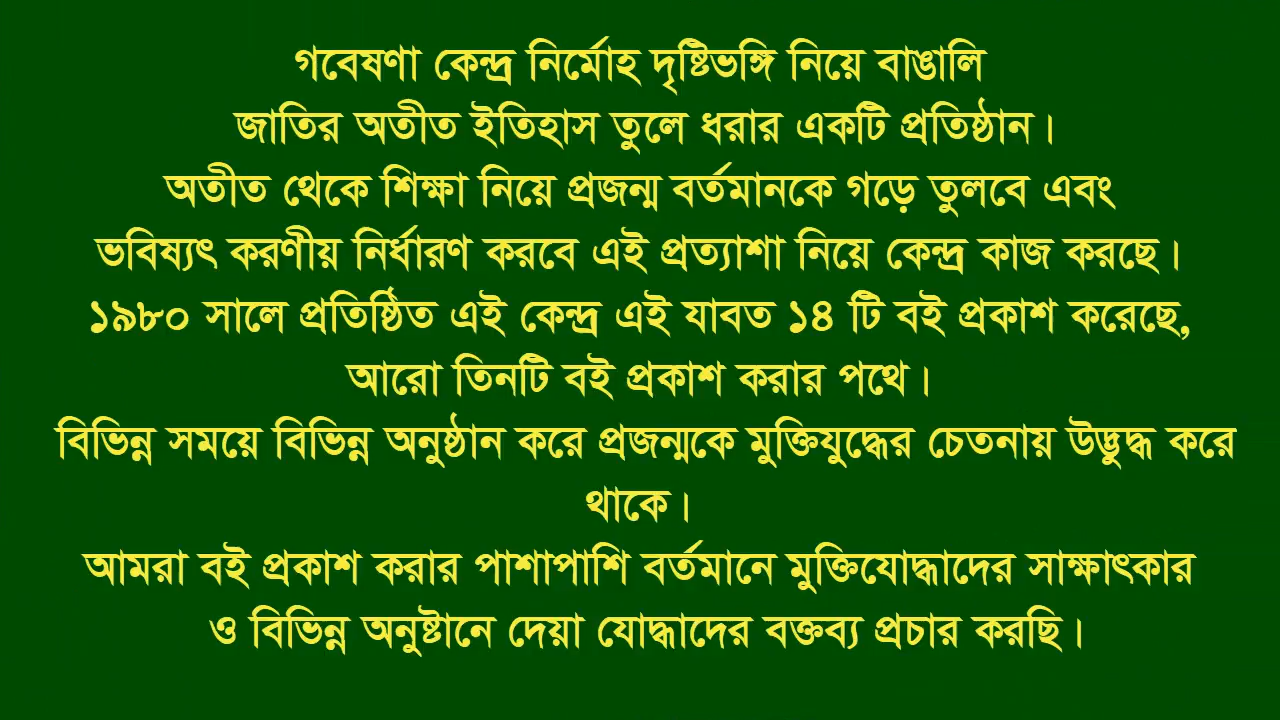 গবেষণা কেন্দ্র নির্মোহ দৃষ্টিভঙ্গি নিয়ে বাঙালি
জাতির অতীত ইতিহাস তুলে ধরার একটি প্রতিষ্ঠান।
অতীত থেকে শিক্ষা নিয়ে প্রজন্ম বর্তমানকে গড়ে তুলবে এবং
ভবিষ্যৎ করণীয় নির্ধারণ করবে এই প্রত্যাশা নিয়ে কেন্দ্র কাজ করছে।
১৯৮০ সালে প্রতিষ্ঠিত এই কেন্দ্র এই যাবত ১৪ টি বই প্রকাশ করেছে,
আরো তিনটি বই প্রকাশ করার পথে।
বিভিন্ন সময়ে বিভিন্ন অনুষ্ঠান করে প্রজন্মকে মুক্তিযুদ্ধের চেতনায় উদ্ভুদ্ধ করে
থাকে।
আমরা বই প্রকাশ করার পাশাপাশি বর্তমানে মুক্তিযোদ্ধাদের সাক্ষাৎকার
ও বিভিন্ন অনুষ্টানে দেয়া যোদ্ধাদের বক্তব্য প্রচার করছি।